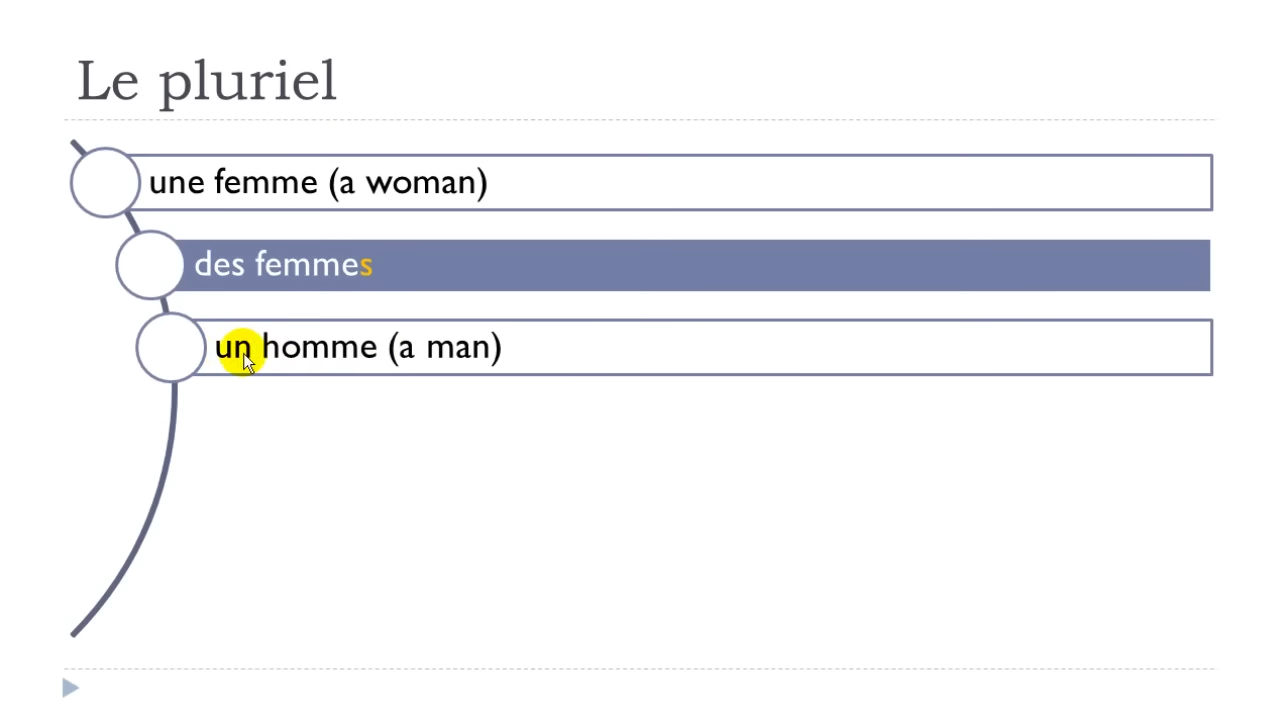 Le pluriel
une femme (a woman)
des femmes
un homme (a man)